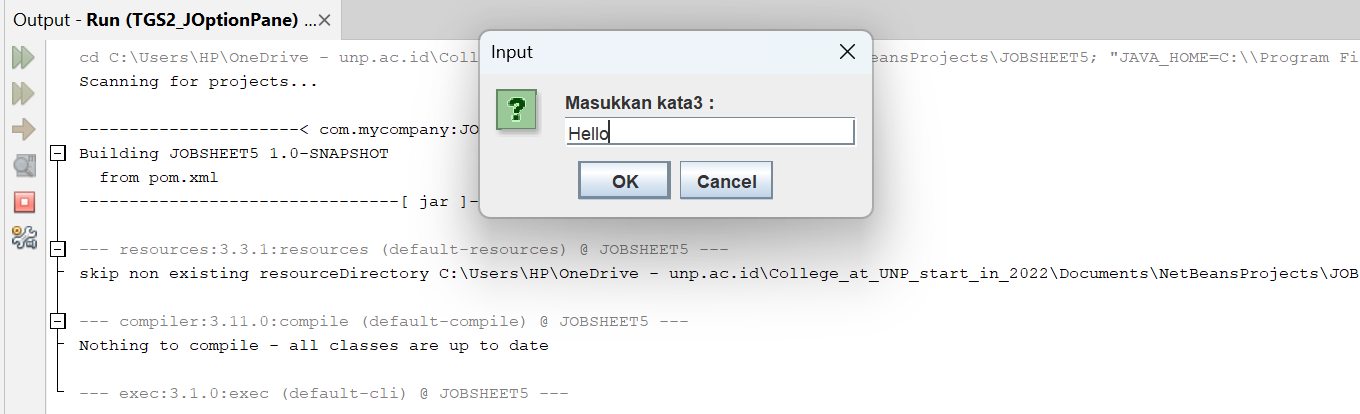 Output - Run (TGS2_JOptionPane) ...
cd C:\Users\HP\OneDrive - unp.ac.id\Coll eansProjects\JOBSHEET5; "JAVA_HOME=C:\\Program Fi
Scanning for projects...
----------------------< com.mycompany:JO
Building JOBSHEET5 1.0-SNAPSHOT
from pom.xml
--------------------------------[ jar ]-
--- resources:3.3.1:resources (default-resources) @ JOBSHEET5 ---
skip non existing resourceDirectory C:\Users\HP\OneDrive - unp.ac.id\College_at_UNP_start_in_2022\Documents\NetBeansProjects\JOB
--- compiler:3.11.0:compile (default-compile) @ JOBSHEET5 ---
Nothing to compile - all classes are up to date
--- exec:3.1.0:exec (default-cli) @ JOBSHEET5 ---
Input
?
Masukkan kata3 :
Hello
OK
Cancel